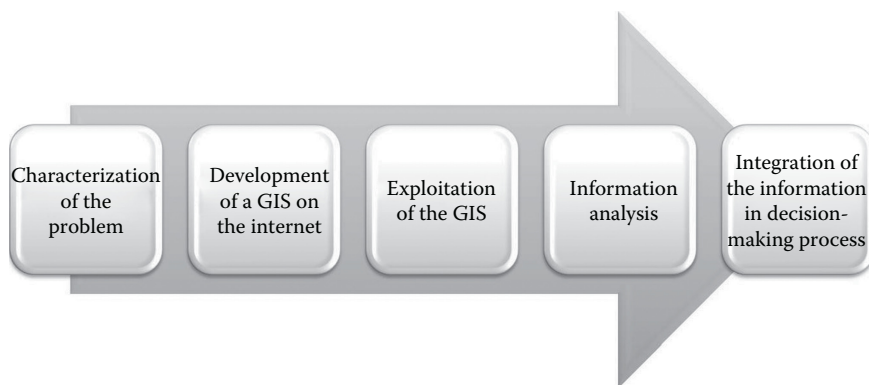 Characterization
of the
problem
Development
of a GIS on
the internet
Exploitation
of the GIS
Information
analysis
Integration of
the information
in decision-
making process